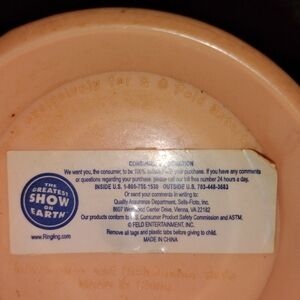 CONSUMER INFORMATION
We want you, the consumer, to be 100% satisfied with your purchase. If you have any comments
or questions regarding your purchase, please call our toll free number 24 hours a day.
INSIDE U.S. 1-800-755-1530 OUTSIDE U.S. 703-448-3683
Or send your comments in writing to:
Quality Assurance Department, Sells-Floto, Inc.
8607 Westwood Center Drive, Vienna, VA 22182
Our products conform to U.S. Consumer Product Safety Commission and ASTM.
© FELD ENTERTAINMENT, INC.
Remove all tags and plastic tabs before giving to child.
MADE IN CHINA
THE
GREATEST
SHOW
ON
EARTH
www.Ringling.com